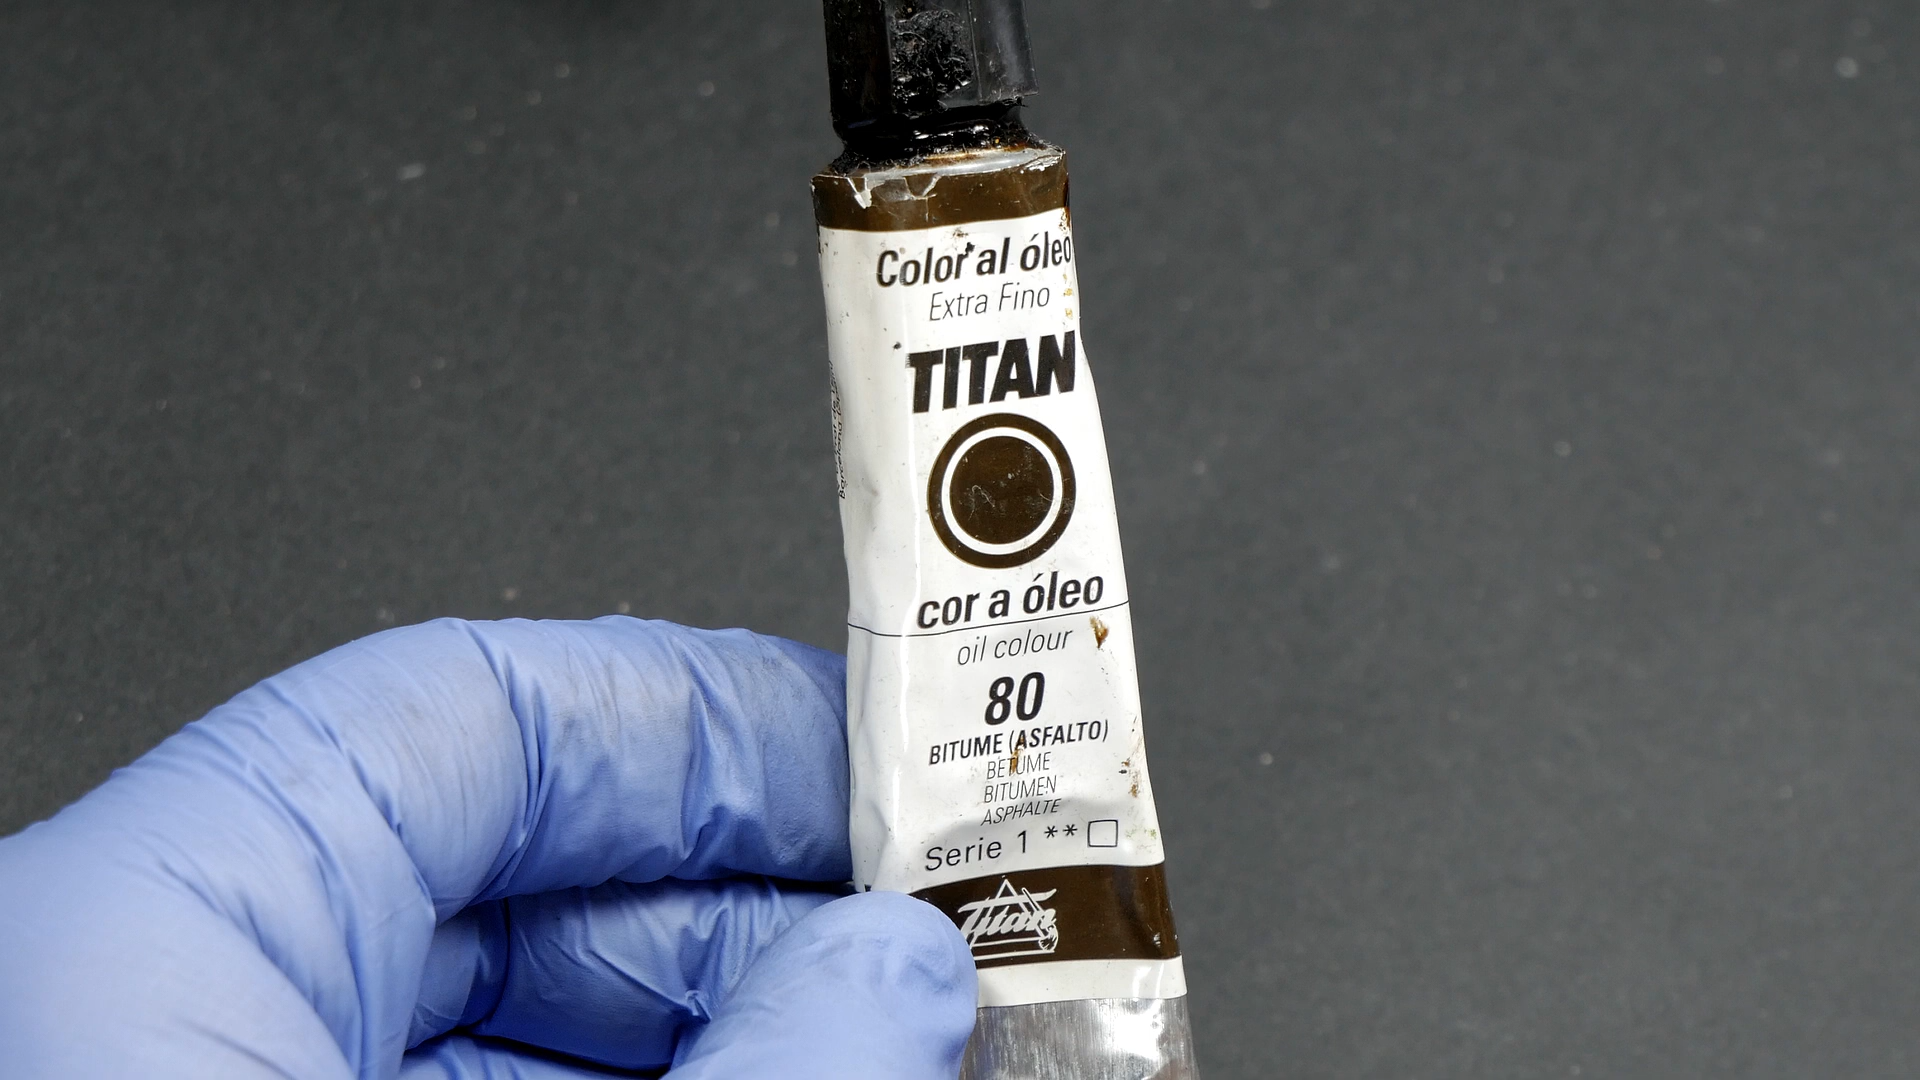 Color al óleo
Extra Fino
TITAN
cor a óleo
oil colour
80
BITUME (ASFALTO)
BETUME
BITUMEN
ASPHALTE
Serie 1 **
Titan
Barcelona